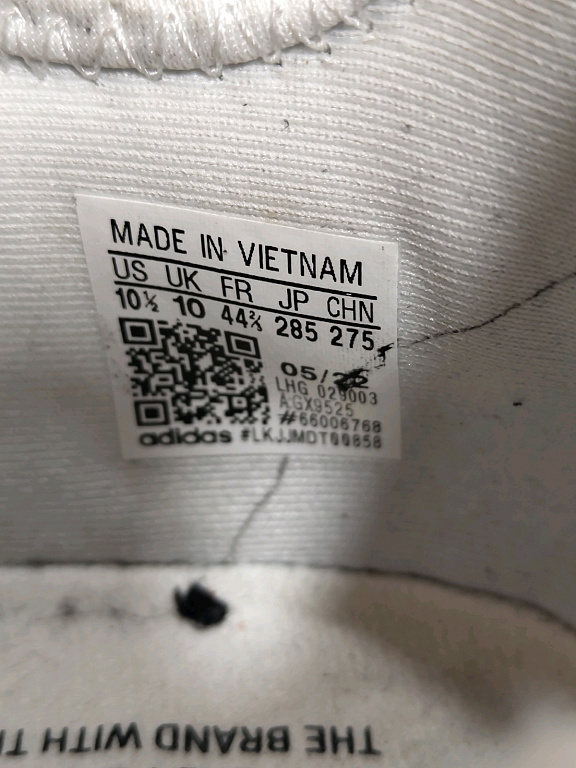 MADE IN VIETNAM
US UK FR JP CHN
10½ 10 44⅔ 285 275
05/22
LHG 029003
A:GX9525
#66006768
adidas #LKJJMDT00858
THE BRAND WITH